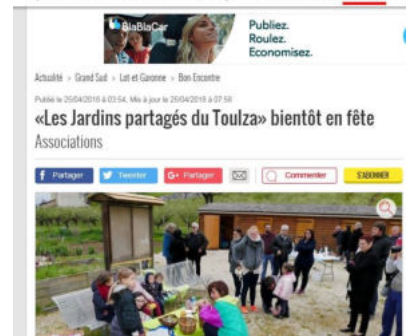 BlaBlaCar
Publiez.
Roulez.
Economisez.
Actualité > Grand Sud > Lot-et-Garonne > Bon-Encontre
Publié le 25/04/2018 à 03:54, Mis à jour le 25/04/2018 à 07:58
«Les Jardins partagés du Toulza» bientôt en fête
Associations
Partager
Tweeter
G+ Partager
Commenter
S'ABONNER